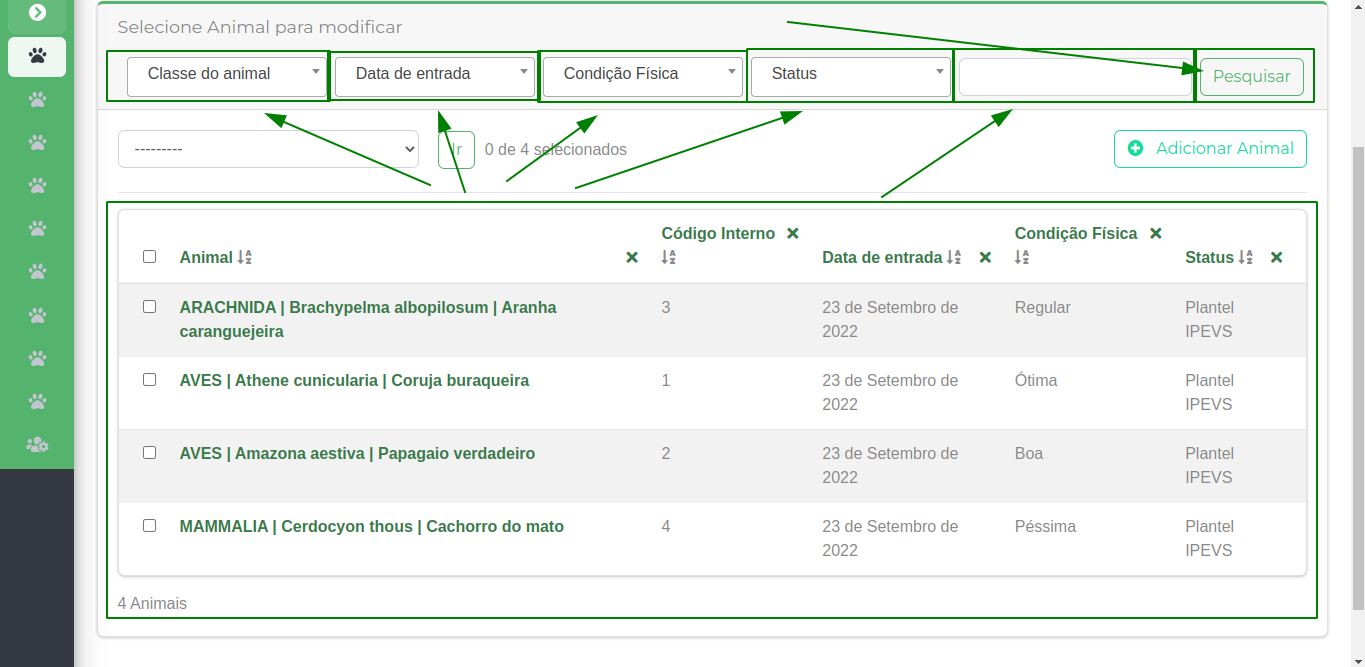 Selecione Animal para modificar
Classe do animal Data de entrada Condição Física Status Pesquisar
--------- Ir 0 de 4 selecionados Adicionar Animal
Animal Código Interno Data de entrada Condição Física Status
ARACHNIDA | Brachypelma albopilosum | Aranha caranguejeira 3 23 de Setembro de 2022 Regular Plantel IPEVS
AVES | Athene cunicularia | Coruja buraqueira 1 23 de Setembro de 2022 Ótima Plantel IPEVS
AVES | Amazona aestiva | Papagaio verdadeiro 2 23 de Setembro de 2022 Boa Plantel IPEVS
MAMMALIA | Cerdocyon thous | Cachorro do mato 4 23 de Setembro de 2022 Péssima Plantel IPEVS
4 Animais